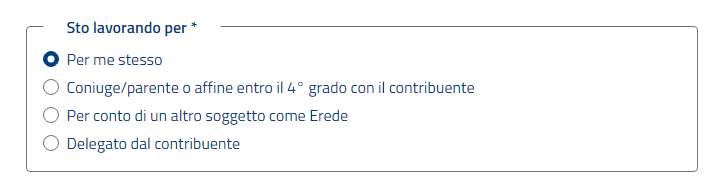 Sto lavorando per *
Per me stesso
Coniuge/parente o affine entro il 4° grado con il contribuente
Per conto di un altro soggetto come Erede
Delegato dal contribuente